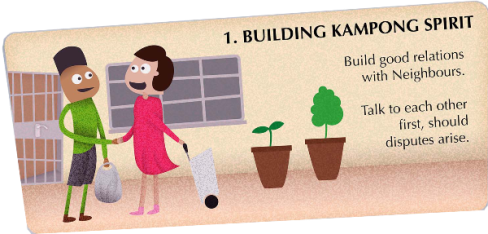 1. BUILDING KAMPONG SPIRIT
Build good relations
with Neighbours.
Talk to each other
first, should
disputes arise.